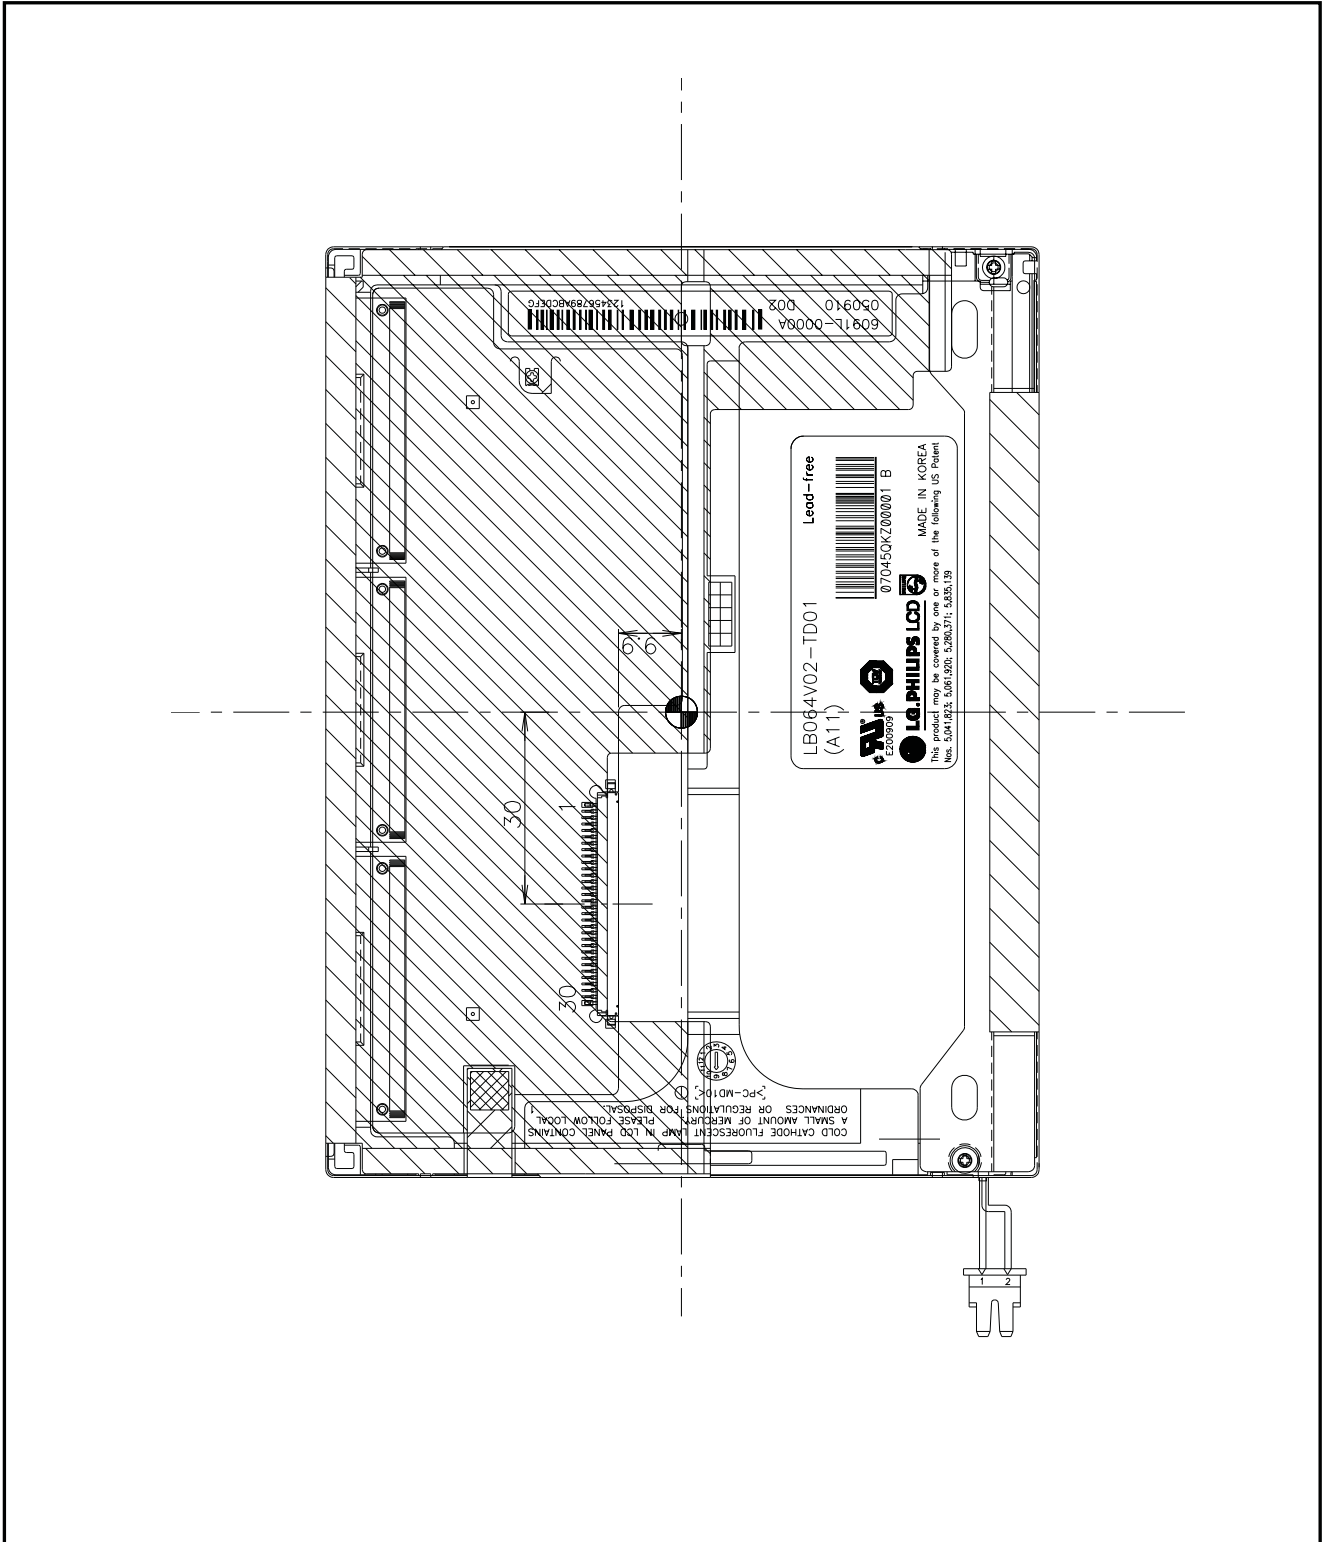 123456789ABCDEFG
6091L-0000A
050910 D02
LB064V02-TD01
(A11)
Lead-free
07045QKZ00001 B
E200909
LG.PHILIPS LCD
MADE IN KOREA
This product may be covered by one or more of the following US Patent
Nos. 5,041,823; 5,061,920; 5,280,371; 5,835,139
30
1
30
>PC-MD10<
COLD CATHODE FLUORESCENT LAMP IN LCD PANEL CONTAINS
A SMALL AMOUNT OF MERCURY. PLEASE FOLLOW LOCAL
ORDINANCES OR REGULATIONS FOR DISPOSAL.
1 2